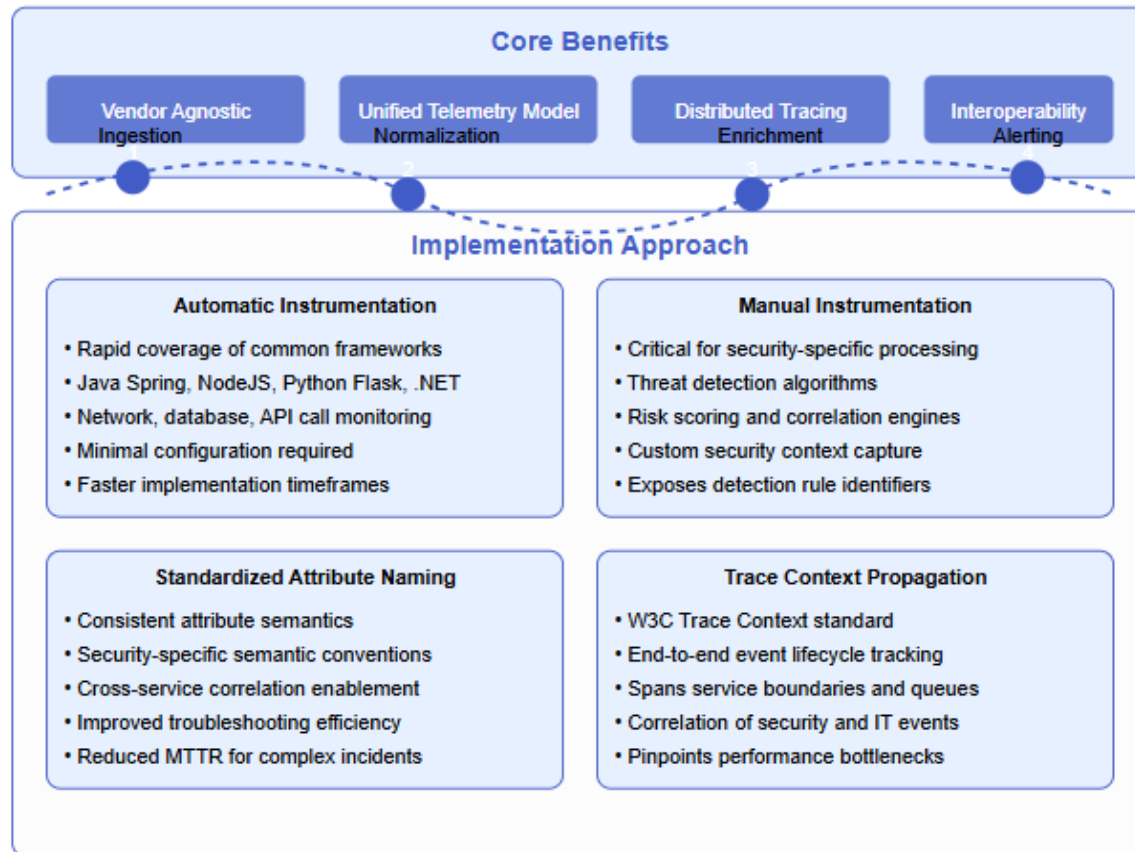 Core Benefits
Vendor Agnostic
Unified Telemetry Model
Distributed Tracing
Interoperability
Ingestion
Normalization
Enrichment
Alerting
1
2
3
4
Implementation Approach
Automatic Instrumentation
• Rapid coverage of common frameworks
• Java Spring, NodeJS, Python Flask, .NET
• Network, database, API call monitoring
• Minimal configuration required
• Faster implementation timeframes
Manual Instrumentation
• Critical for security-specific processing
• Threat detection algorithms
• Risk scoring and correlation engines
• Custom security context capture
• Exposes detection rule identifiers
Standardized Attribute Naming
• Consistent attribute semantics
• Security-specific semantic conventions
• Cross-service correlation enablement
• Improved troubleshooting efficiency
• Reduced MTTR for complex incidents
Trace Context Propagation
• W3C Trace Context standard
• End-to-end event lifecycle tracking
• Spans service boundaries and queues
• Correlation of security and IT events
• Pinpoints performance bottlenecks